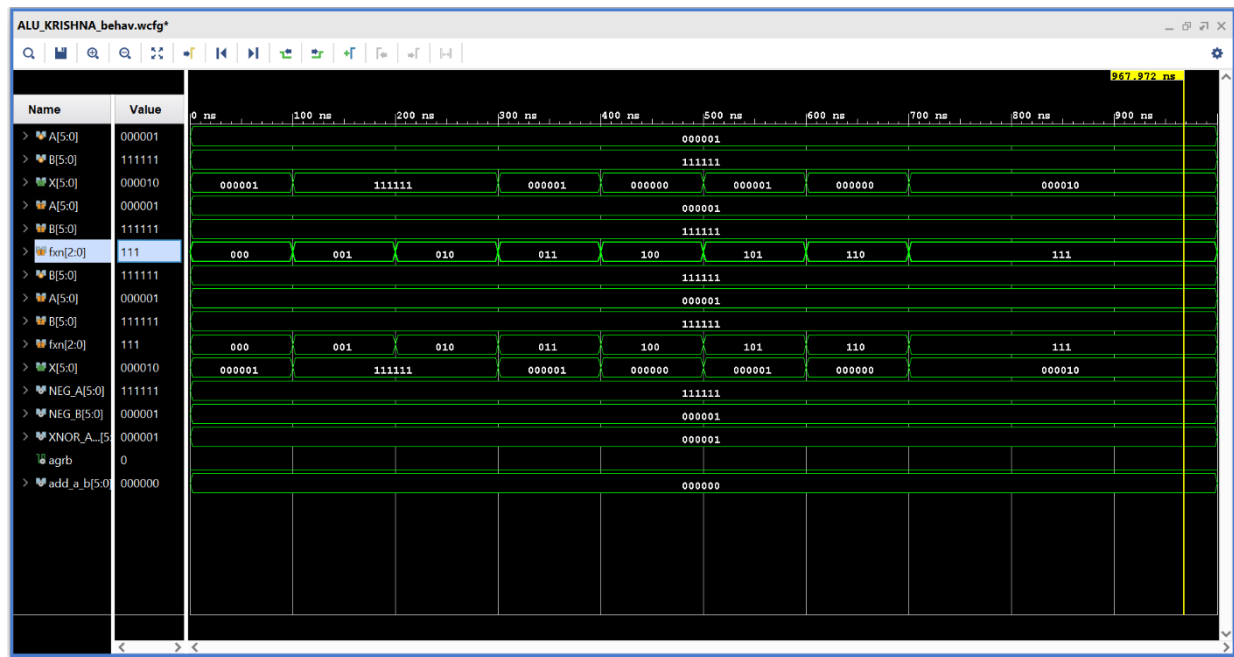 ALU_KRISHNA_behav.wcfg*
967.972 ns
Name Value 0 ns 100 ns 200 ns 300 ns 400 ns 500 ns 600 ns 700 ns 800 ns 900 ns
A[5:0] 000001 000001
B[5:0] 111111 111111
X[5:0] 000010 000001 111111 000001 000000 000001 000000 000010
A[5:0] 000001 000001
B[5:0] 111111 111111
fxn[2:0] 111 000 001 010 011 100 101 110 111
B[5:0] 111111 111111
A[5:0] 000001 000001
B[5:0] 111111 111111
fxn[2:0] 111 000 001 010 011 100 101 110 111
X[5:0] 000010 000001 111111 000001 000000 000001 000000 000010
NEG_A[5:0] 111111 111111
NEG_B[5:0] 000001 000001
XNOR_A...[5: 000001 000001
agrb 0
add_a_b[5:0] 000000 000000